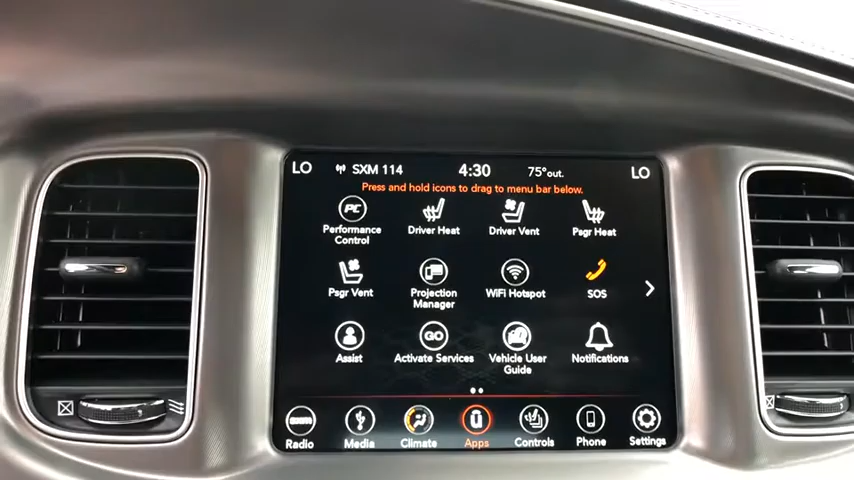 LO SXM 114 4:30 75°out. LO
Press and hold icons to drag to menu bar below.
PC
Performance Control
Driver Heat
Driver Vent
Psgr Heat
Psgr Vent
Projection Manager
WiFi Hotspot
SOS
Assist
GO
Activate Services
Vehicle User Guide
Notifications
Radio
Media
Climate
Apps
Controls
Phone
Settings